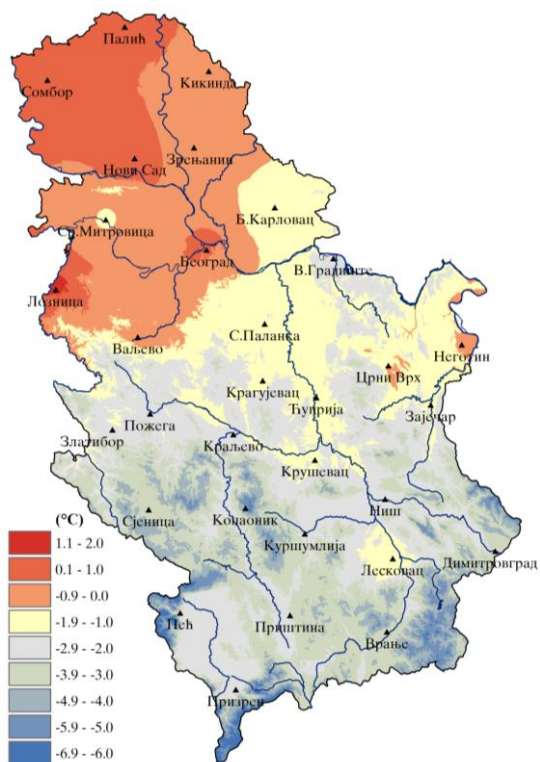 Палић
Сомбор
Кикинда
Зрењанин
Нови Сад
Б.Карловац
Ср.Митровица
Београд
В.Градиште
Лозница
С.Паланка
Ваљево
Неготин
Црни Врх
Крагујевац
Ћуприја
Зајечар
Пожега
Златибор
Краљево
Крушевац
Ниш
Сјеница
Копаоник
Куршумлија
Димитровград
Лесковац
Пећ
Приштина
Врање
Призрен
(°C)
1.1 - 2.0
0.1 - 1.0
-0.9 - 0.0
-1.9 - -1.0
-2.9 - -2.0
-3.9 - -3.0
-4.9 - -4.0
-5.9 - -5.0
-6.9 - -6.0